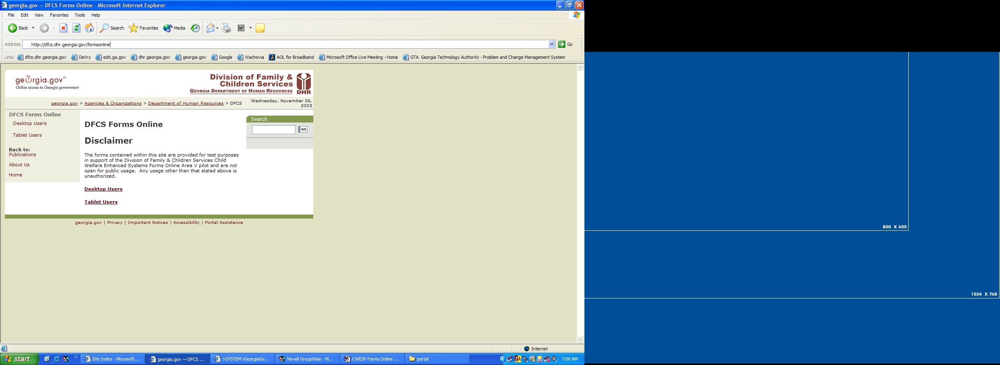 georgia.gov — DFCS Forms Online - Microsoft Internet Explorer
File Edit View Favorites Tools Help
Back Search Favorites Media
Address http://dfcs.dhr.georgia.gov/formsonline Go
Links dfcs.dhr.georgia.gov DeVry edit.ga.gov dhr.georgia.gov georgia.gov Google Wachovia AOL for Broadband Microsoft Office Live Meeting - Home GTA Georgia Technology Authority - Problem and Change Management System
georgia.gov SM
Online access to Georgia government
Division of Family &
Children Services
Georgia Department of Human Resources
DHR
georgia.gov > Agencies & Organizations > Department of Human Resources > DFCS
Wednesday, November 26,
2003
DFCS Forms Online
Desktop Users
Tablet Users
Back to:
Publications
About Us
Home
DFCS Forms Online
Disclaimer
The forms contained within this site are provided for test purposes
in support of the Division of Family & Children Services Child
Welfare Enhanced Systems Forms Online Area V pilot and are not
open for public usage.  Any usage other than that stated above is
unauthorized.
Desktop Users
Tablet Users
Search
GO
georgia.gov | Privacy | Important Notices | Accessibility | Portal Assistance
800 X 600
1024 X 768
Internet
start Site Index - Microsoft... georgia.gov — DFCS ... >SYSTEM>GeorgiaGo... Novell GroupWise - M... CWESP Forms Online ... portal ZA 7:00 AM